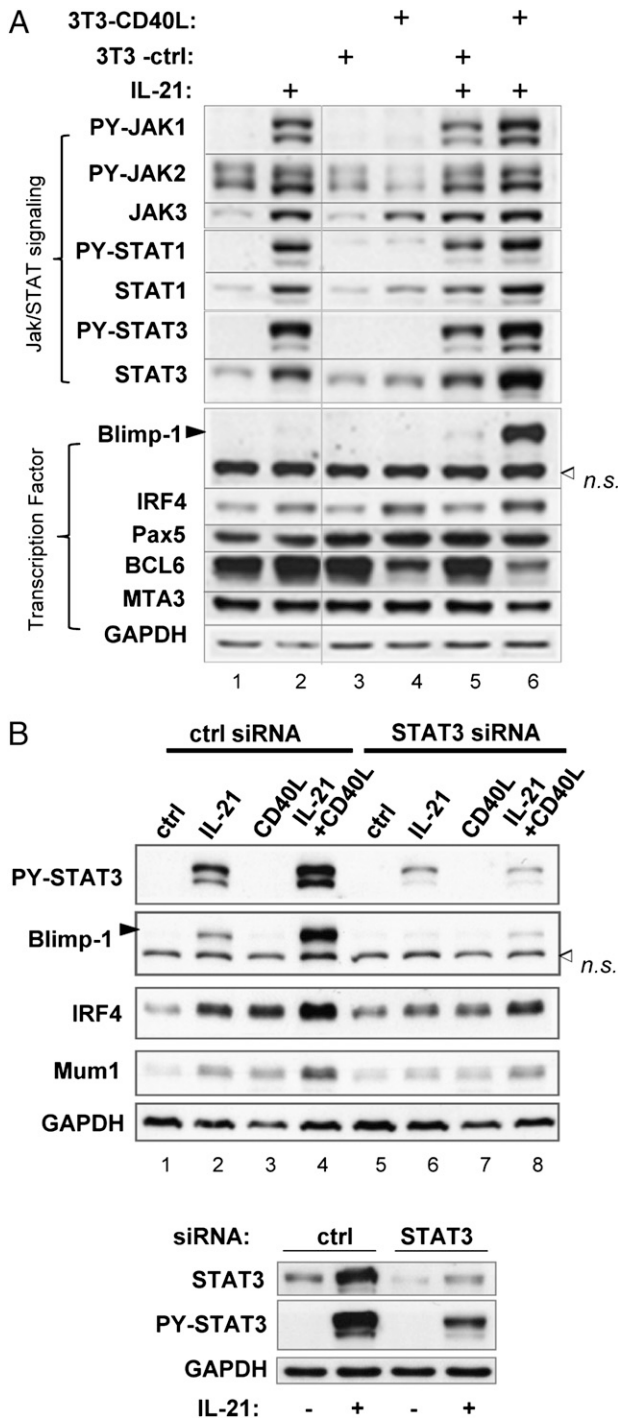 A
3T3-CD40L: + +
3T3 -ctrl: + +
IL-21: + + +
Jak/STAT signaling
PY-JAK1
PY-JAK2
JAK3
PY-STAT1
STAT1
PY-STAT3
STAT3
Transcription Factor
Blimp-1
n.s.
IRF4
Pax5
BCL6
MTA3
GAPDH
1 2 3 4 5 6
B
ctrl siRNA STAT3 siRNA
ctrl IL-21 CD40L IL-21 +CD40L ctrl IL-21 CD40L IL-21 +CD40L
PY-STAT3
Blimp-1
n.s.
IRF4
Mum1
GAPDH
1 2 3 4 5 6 7 8
siRNA: ctrl STAT3
STAT3
PY-STAT3
GAPDH
IL-21: - + - +